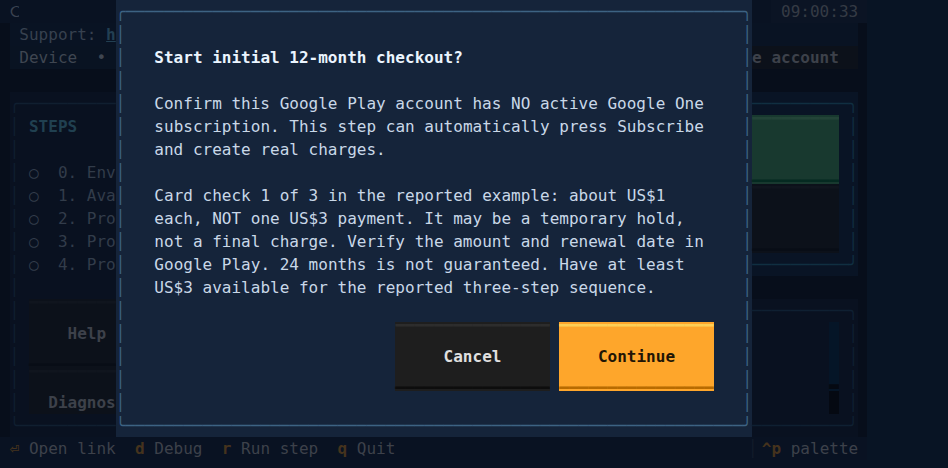 C 09:00:33
Support: h
Device • e account
Start initial 12-month checkout?
Confirm this Google Play account has NO active Google One
subscription. This step can automatically press Subscribe
and create real charges.
Card check 1 of 3 in the reported example: about US$1
each, NOT one US$3 payment. It may be a temporary hold,
not a final charge. Verify the amount and renewal date in
Google Play. 24 months is not guaranteed. Have at least
US$3 available for the reported three-step sequence.
Cancel Continue
STEPS
○ 0. Env
○ 1. Ava
○ 2. Pro
○ 3. Pro
○ 4. Pro
Help
Diagnos
⏎ Open link d Debug r Run step q Quit ^p palette